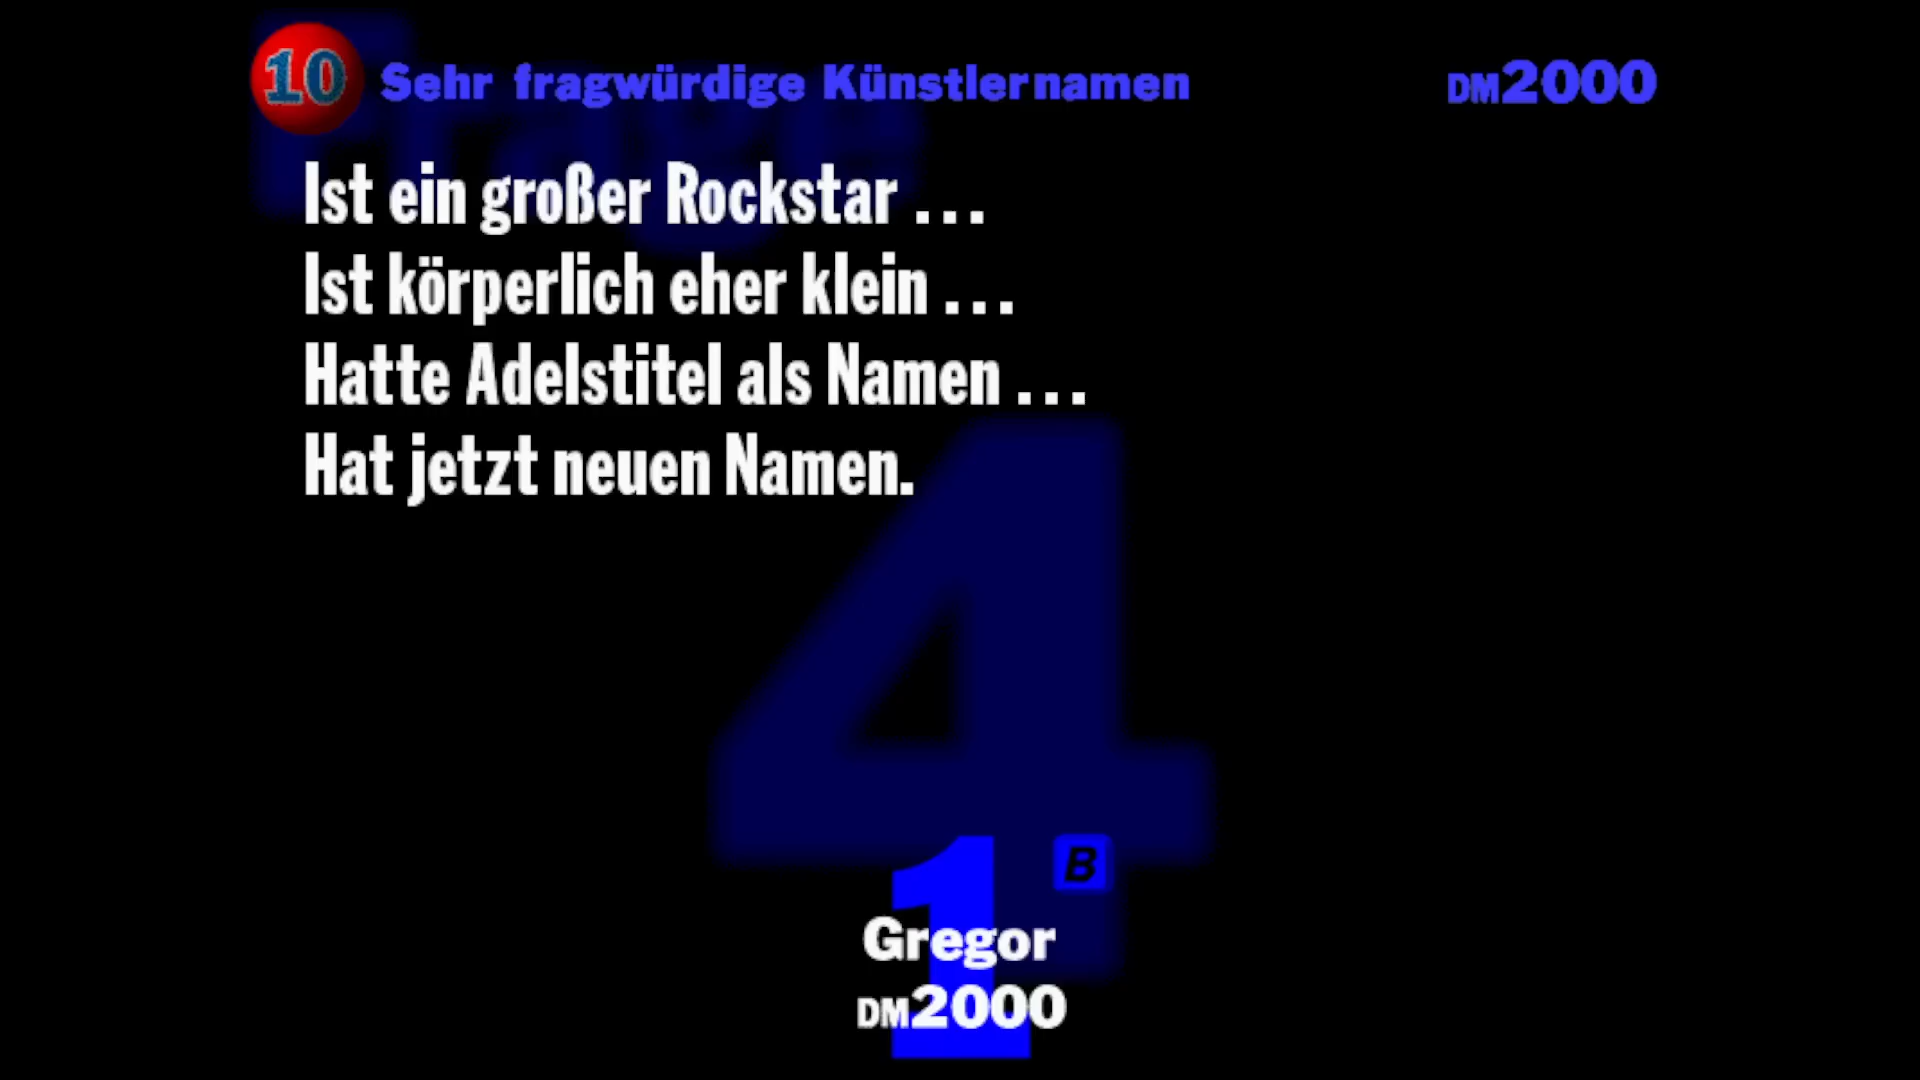 Frage
10 Sehr fragwürdige Künstlernamen DM2000
Ist ein großer Rockstar ...
Ist körperlich eher klein ...
Hatte Adelstitel als Namen ...
Hat jetzt neuen Namen.
4
1 B
Gregor
DM2000